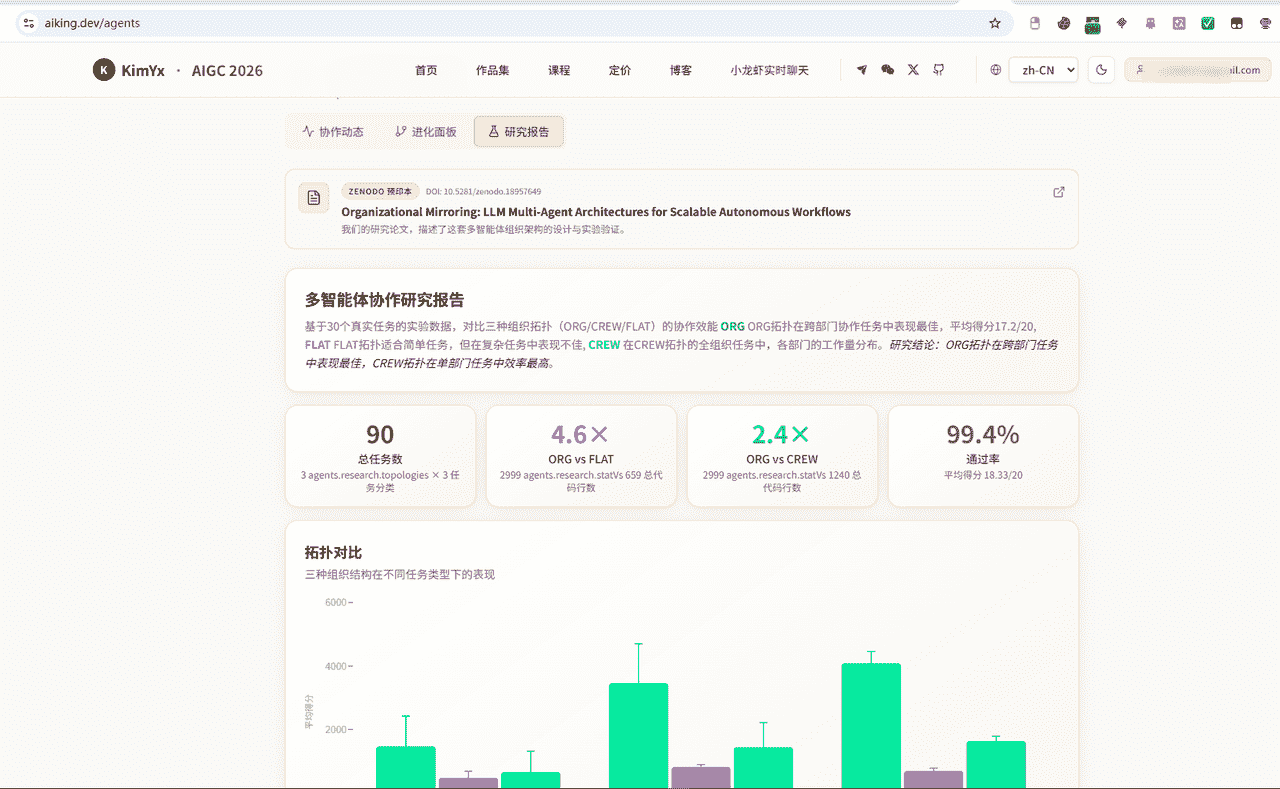 aiking.dev/agents
K KimYx · AIGC 2026 首页 作品集 课程 定价 博客 小龙虾实时聊天 zh-CN il.com
协作动态 进化面板 研究报告
ZENODO 预印本 DOI: 10.5281/zenodo.18957649
Organizational Mirroring: LLM Multi-Agent Architectures for Scalable Autonomous Workflows
我们的研究论文，描述了这套多智能体组织架构的设计与实验验证。
多智能体协作研究报告
基于30个真实任务的实验数据，对比三种组织拓扑（ORG/CREW/FLAT）的协作效能 ORG ORG拓扑在跨部门协作任务中表现最佳，平均得分17.2/20,
FLAT FLAT拓扑适合简单任务，但在复杂任务中表现不佳, CREW 在CREW拓扑的全组织任务中，各部门的工作量分布。研究结论：ORG拓扑在跨部门任务
中表现最佳，CREW拓扑在单部门任务中效率最高。
90
总任务数
3 agents.research.topologies × 3 任
务分类
4.6×
ORG vs FLAT
2999 agents.research.statVs 659 总代
码行数
2.4×
ORG vs CREW
2999 agents.research.statVs 1240 总
代码行数
99.4%
通过率
平均得分 18.33/20
拓扑对比
三种组织结构在不同任务类型下的表现
6000
4000
2000
平均得分